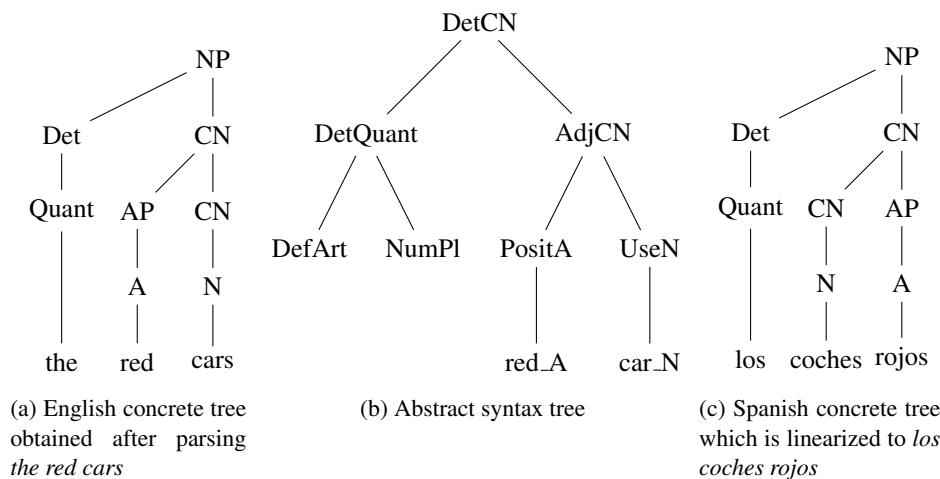 DetCN
NP
NP
Det
CN
DetQuant
AdjCN
Det
CN
Quant
AP
CN
Quant
CN
AP
DefArt
NumPl
PositA
UseN
A
N
N
A
the
red
cars
red_A
car_N
los
coches
rojos
(a) English concrete tree
obtained after parsing
the red cars
(b) Abstract syntax tree
(c) Spanish concrete tree
which is linearized to los
coches rojos